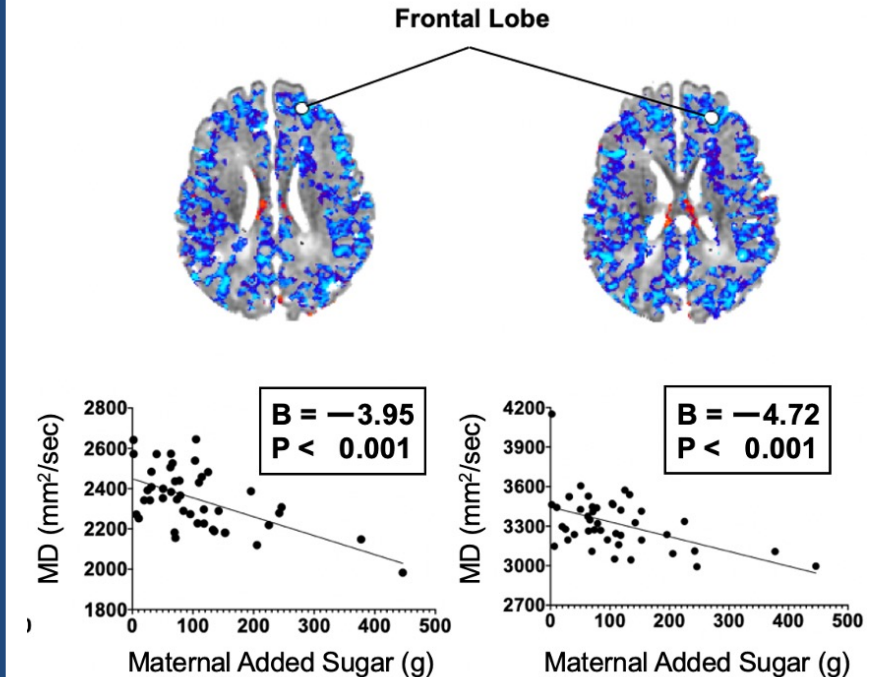 Frontal Lobe
B = —3.95
P < 0.001
MD (mm²/sec)
2800
2600
2400
2200
2000
1800
0 100 200 300 400 500
Maternal Added Sugar (g)
B = —4.72
P < 0.001
MD (mm²/sec)
4200
3900
3600
3300
3000
2700
0 100 200 300 400 500
Maternal Added Sugar (g)